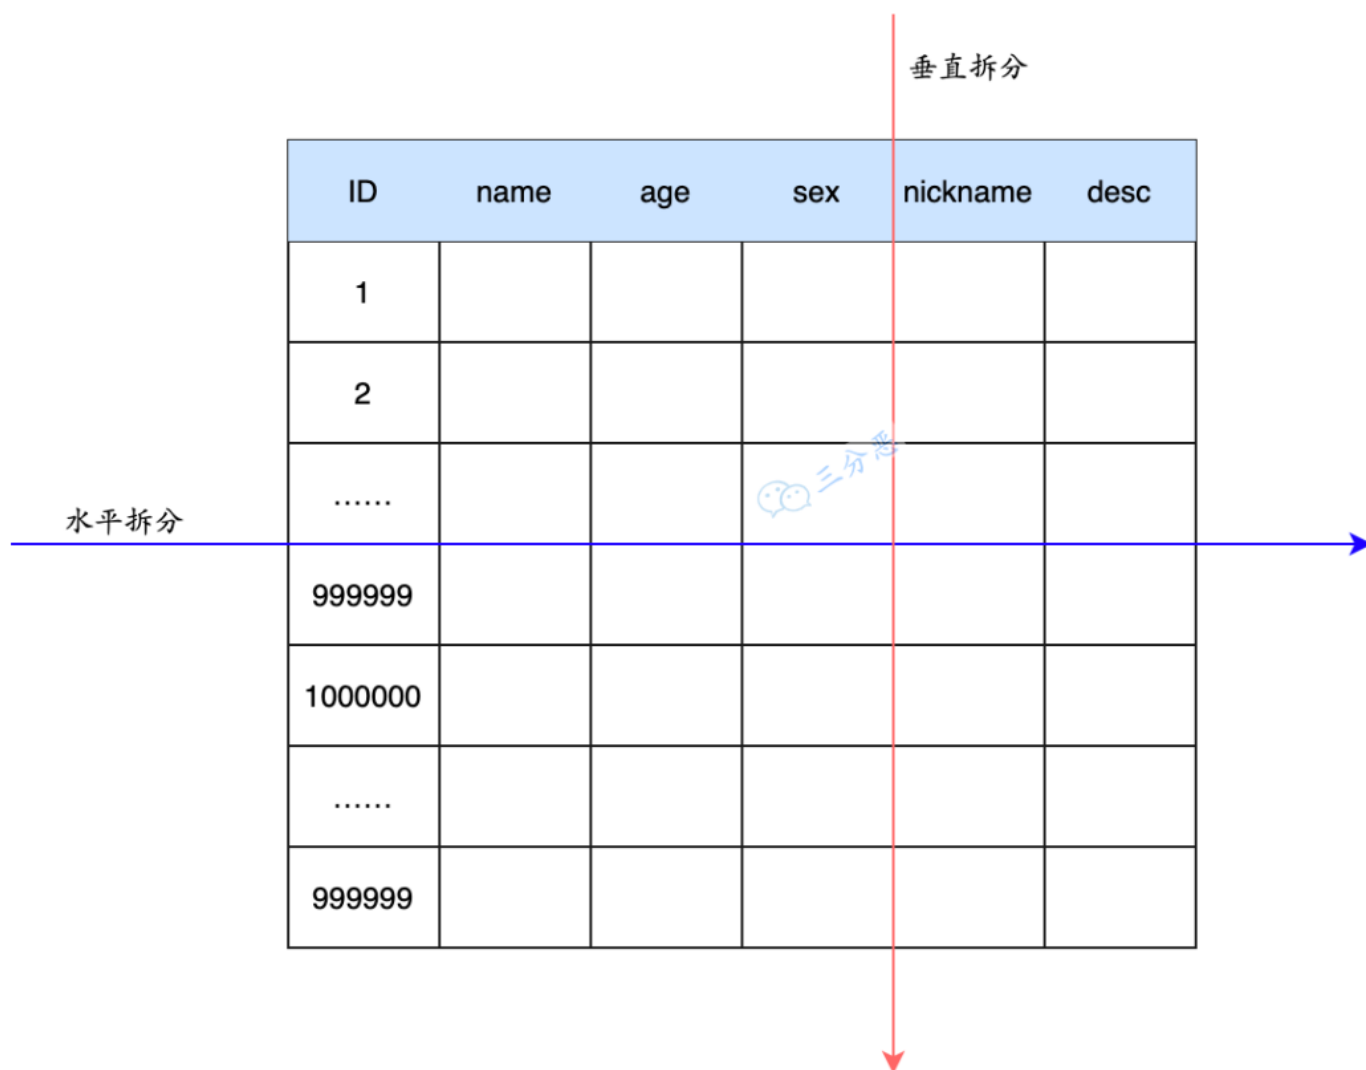 垂直拆分
ID name age sex nickname desc
1
2
三分恶
......
水平拆分
999999
1000000
......
999999